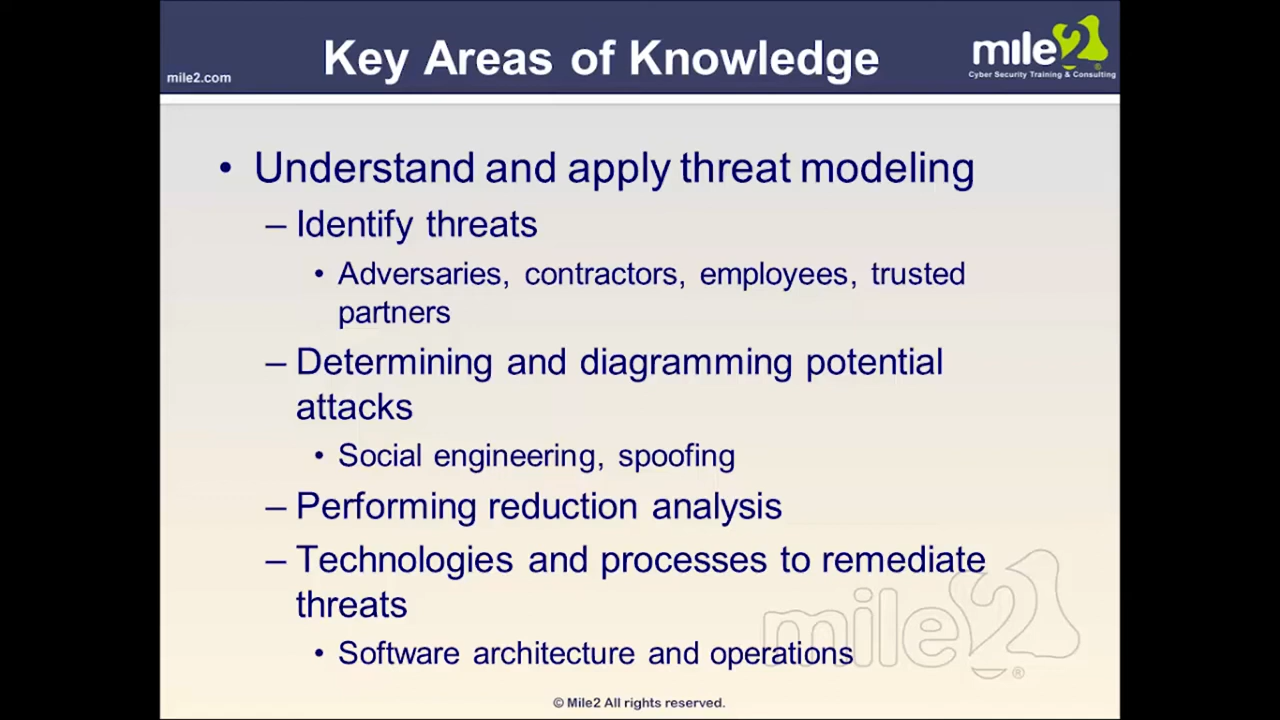 Key Areas of Knowledge
mile2.com
mile2
Cyber Security Training & Consulting
• Understand and apply threat modeling
– Identify threats
• Adversaries, contractors, employees, trusted
partners
– Determining and diagramming potential
attacks
• Social engineering, spoofing
– Performing reduction analysis
– Technologies and processes to remediate
threats
• Software architecture and operations
mile2®
© Mile2 All rights reserved.